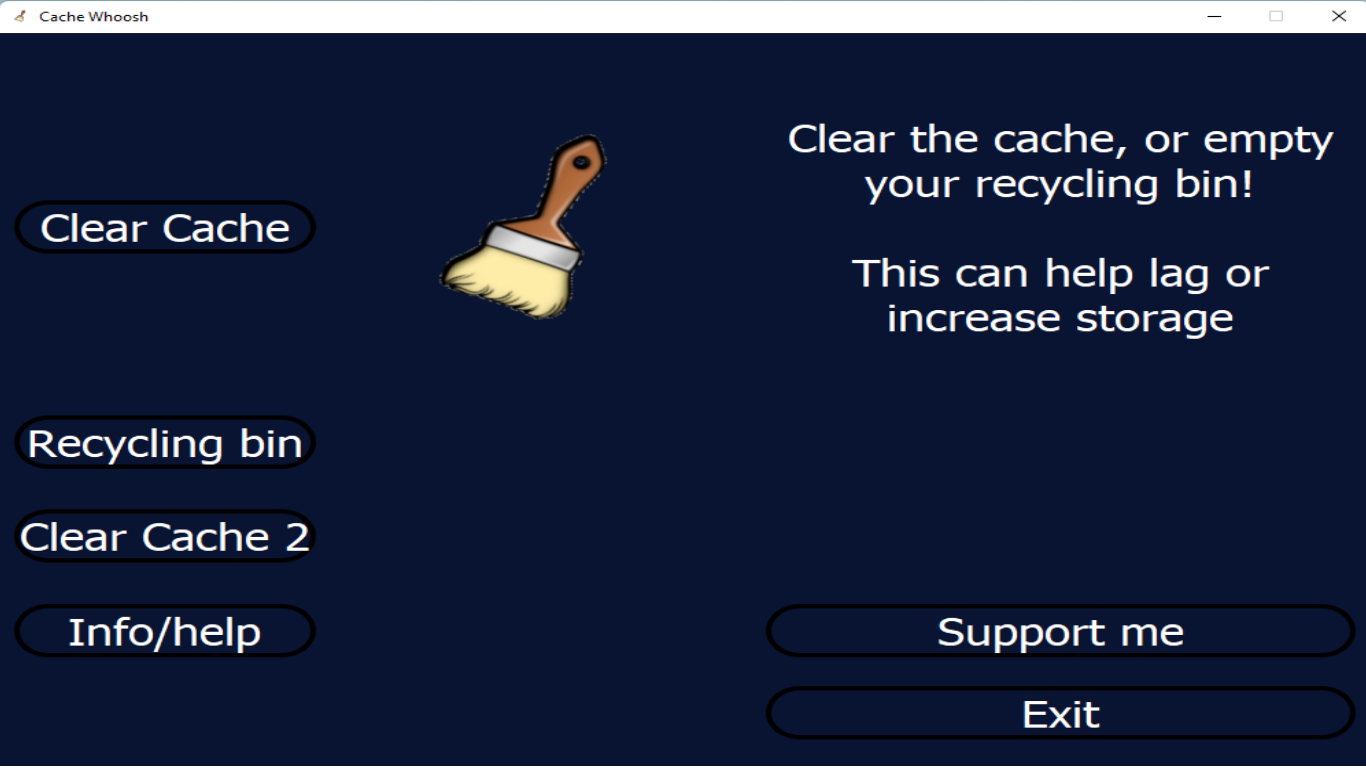 Cache Whoosh
Clear Cache
Recycling bin
Clear Cache 2
Info/help
Clear the cache, or empty
your recycling bin!
This can help lag or
increase storage
Support me
Exit